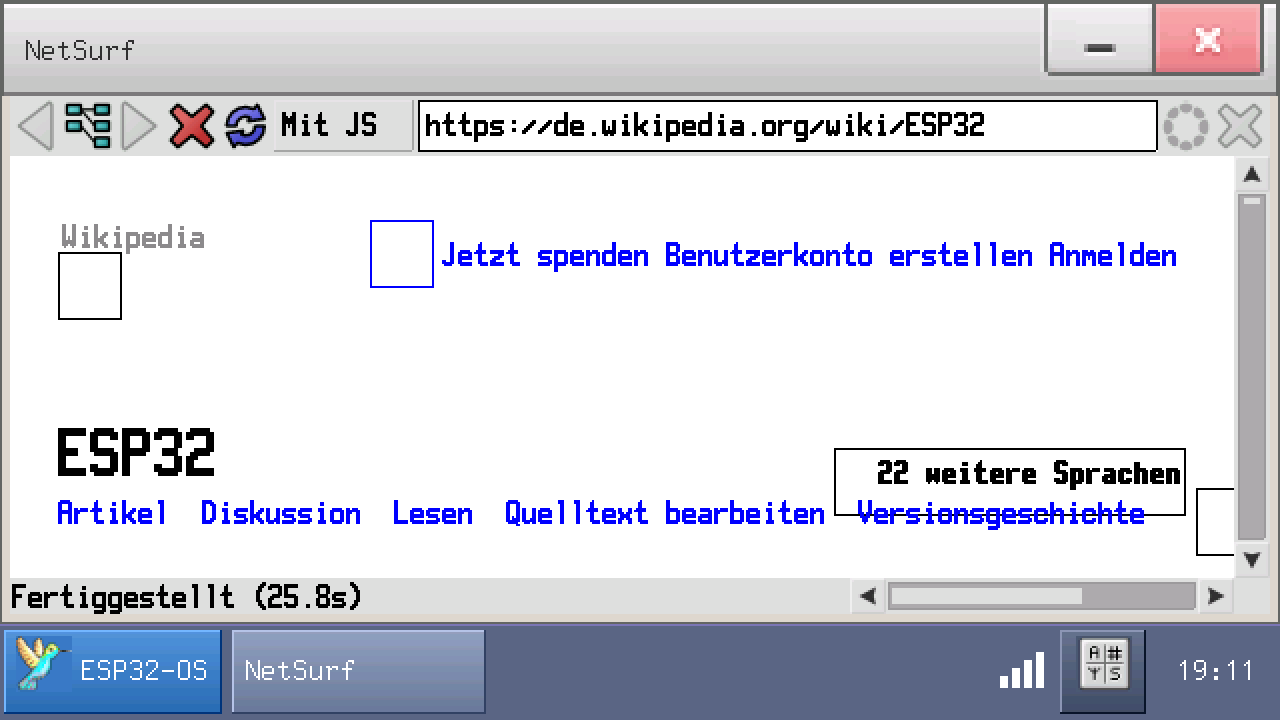 NetSurf
Mit JS https://de.wikipedia.org/wiki/ESP32
Wikipedia
Jetzt spenden Benutzerkonto erstellen Anmelden
ESP32
22 weitere Sprachen
Artikel Diskussion Lesen Quelltext bearbeiten Versionsgeschichte
Fertiggestellt (25.8s)
ESP32-OS NetSurf A# YS 19:11